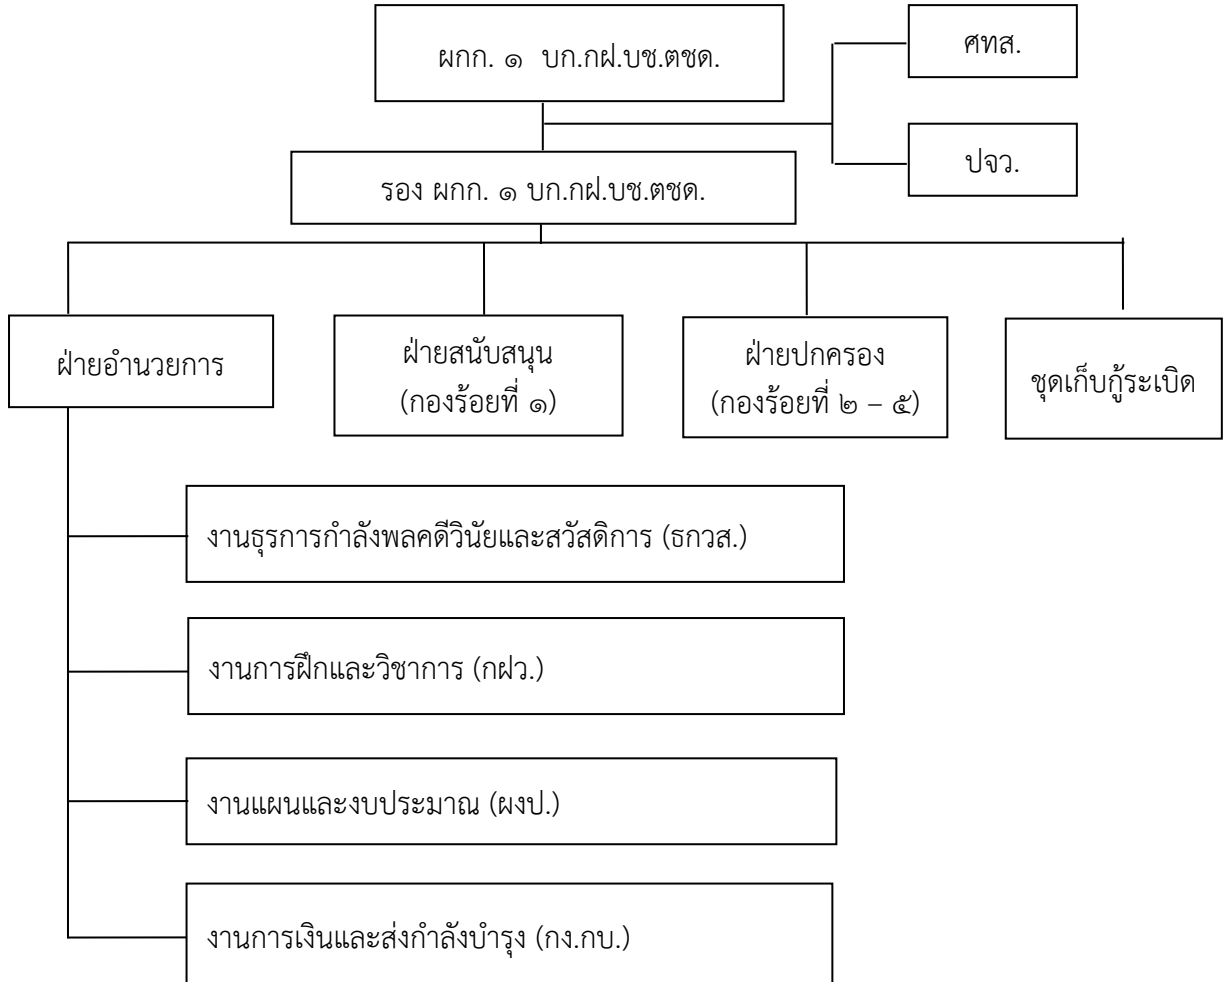 ผกก. ๑ บก.กฝ.บช.ตชด.
ศทส.
ปจว.
รอง ผกก. ๑ บก.กฝ.บช.ตชด.
ฝ่ายอำนวยการ
ฝ่ายสนับสนุน
(กองร้อยที่ ๑)
ฝ่ายปกครอง
(กองร้อยที่ ๒ – ๕)
ชุดเก็บกู้ระเบิด
งานธุรการกำลังพลคดีวินัยและสวัสดิการ (ธกวส.)
งานการฝึกและวิชาการ (กฝว.)
งานแผนและงบประมาณ (ผงป.)
งานการเงินและส่งกำลังบำรุง (กง.กบ.)